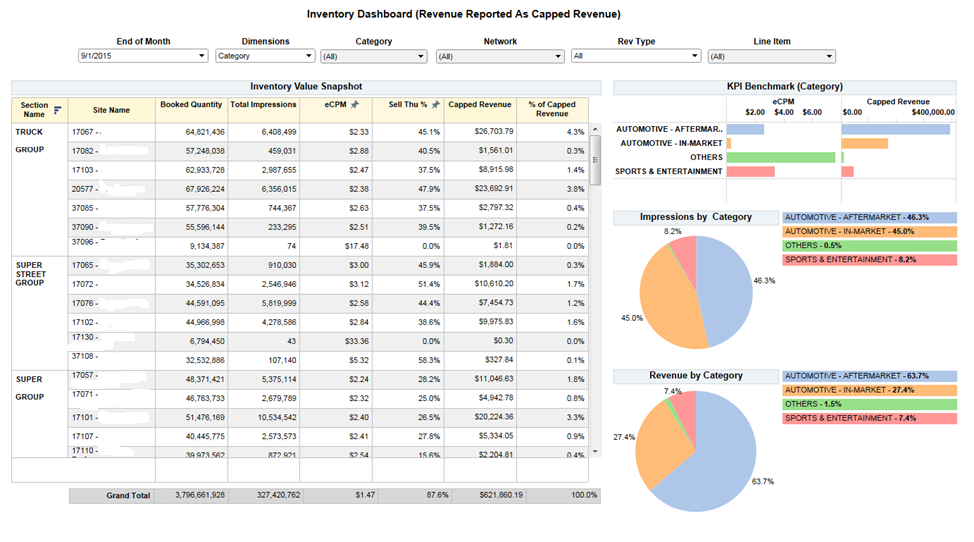 Inventory Dashboard (Revenue Reported As Capped Revenue)
End of Month Dimensions Category Network Rev Type Line Item
9/1/2015 Category (All) (All) All (All)
Inventory Value Snapshot
Section Name Site Name Booked Quantity Total Impressions eCPM Sell Thu % Capped Revenue % of Capped Revenue
TRUCK GROUP 17067 - 64,821,436 6,408,499 $2.33 45.1% $26,703.79 4.3%
17082 - 57,248,038 459,031 $2.88 40.5% $1,561.01 0.3%
17103 - 62,933,728 2,987,655 $2.47 37.5% $8,915.98 1.4%
20577 - 67,926,224 6,356,015 $2.38 47.9% $23,692.91 3.8%
37085 - 57,776,304 744,367 $2.63 37.5% $2,797.32 0.4%
37090 - 55,596,144 233,295 $2.51 39.5% $1,272.16 0.2%
37096 - 9,134,387 74 $17.48 0.0% $1.81 0.0%
SUPER STREET GROUP 17065 - 35,302,653 910,030 $3.00 45.9% $1,884.00 0.3%
17072 - 34,526,834 2,546,946 $3.12 51.4% $10,610.20 1.7%
17076 - 44,591,095 5,819,999 $2.58 44.4% $7,454.73 1.2%
17102 - 44,966,998 4,278,586 $2.84 38.6% $9,975.83 1.6%
17130 - 6,794,450 43 $33.36 0.0% $0.30 0.0%
37108 - 32,532,886 107,140 $5.32 58.3% $327.84 0.1%
SUPER GROUP 17057 - 48,371,421 5,375,114 $2.24 28.2% $11,046.63 1.8%
17071 - 46,763,733 2,679,789 $2.32 25.0% $4,942.78 0.8%
17101 - 51,476,169 10,534,542 $2.40 26.5% $20,224.36 3.3%
17107 - 40,445,775 2,573,573 $2.41 27.8% $5,334.05 0.9%
17110 - 39,973,562 872,921 $2.54 15.6% $2,204.81 0.4%
Grand Total 3,796,661,928 327,420,762 $1.47 87.6% $621,860.19 100.0%
KPI Benchmark (Category)
eCPM Capped Revenue
$2.00 $4.00 $6.00 $0.00 $400,000.00
AUTOMOTIVE - AFTERMAR..
AUTOMOTIVE - IN-MARKET
OTHERS
SPORTS & ENTERTAINMENT
Impressions by Category
AUTOMOTIVE - AFTERMARKET - 46.3%
AUTOMOTIVE - IN-MARKET - 45.0%
OTHERS - 0.5%
SPORTS & ENTERTAINMENT - 8.2%
8.2%
46.3%
45.0%
Revenue by Category
AUTOMOTIVE - AFTERMARKET - 63.7%
AUTOMOTIVE - IN-MARKET - 27.4%
OTHERS - 1.5%
SPORTS & ENTERTAINMENT - 7.4%
7.4%
27.4%
63.7%